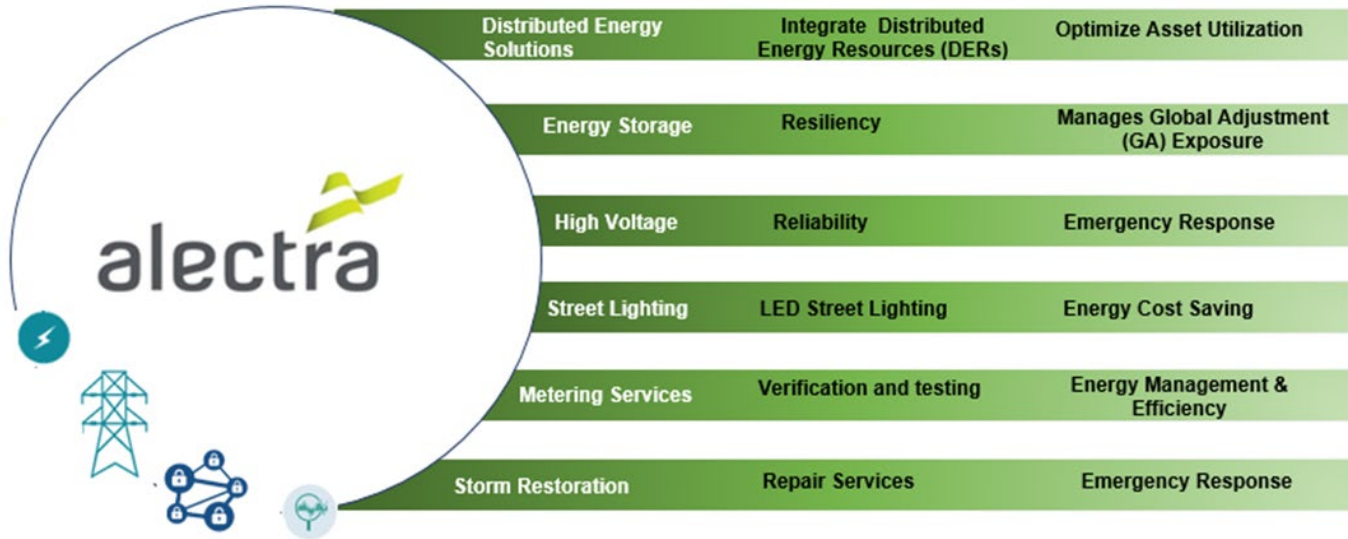 alectra
Distributed Energy
Solutions
Integrate Distributed
Energy Resources (DERs)
Optimize Asset Utilization
Energy Storage
Resiliency
Manages Global Adjustment
(GA) Exposure
High Voltage
Reliability
Emergency Response
Street Lighting
LED Street Lighting
Energy Cost Saving
Metering Services
Verification and testing
Energy Management &
Efficiency
Storm Restoration
Repair Services
Emergency Response